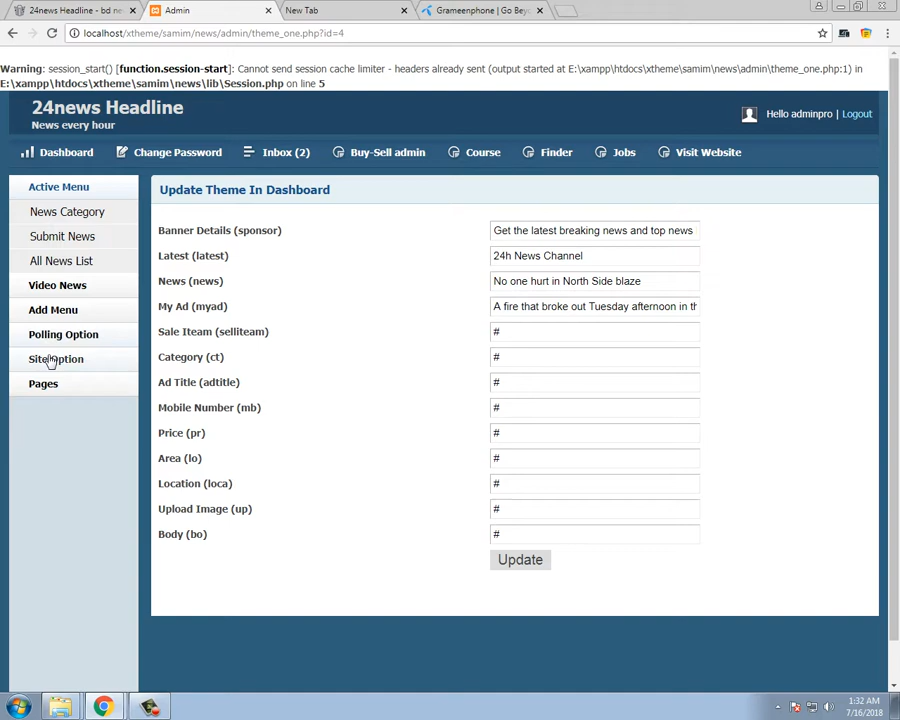 24news Headline - bd ne
Admin
New Tab
Grameenphone | Go Bey
localhost/xtheme/samim/news/admin/theme_one.php?id=4
Warning: session_start() [function.session-start]: Cannot send session cache limiter - headers already sent (output started at E:\xampp\htdocs\xtheme\samim\news\admin\theme_one.php:1) in
E:\xampp\htdocs\xtheme\samim\news\lib\Session.php on line 5
24news Headline
News every hour
Hello adminpro | Logout
Dashboard Change Password Inbox (2) Buy-Sell admin Course Finder Jobs Visit Website
Active Menu
News Category
Submit News
All News List
Video News
Add Menu
Polling Option
Site Option
Pages
Update Theme In Dashboard
Banner Details (sponsor) Get the latest breaking news and top news
Latest (latest) 24h News Channel
News (news) No one hurt in North Side blaze
My Ad (myad) A fire that broke out Tuesday afternoon in th
Sale Iteam (selliteam) #
Category (ct) #
Ad Title (adtitle) #
Mobile Number (mb) #
Price (pr) #
Area (lo) #
Location (loca) #
Upload Image (up) #
Body (bo) #
Update
1:32 AM
7/16/2018